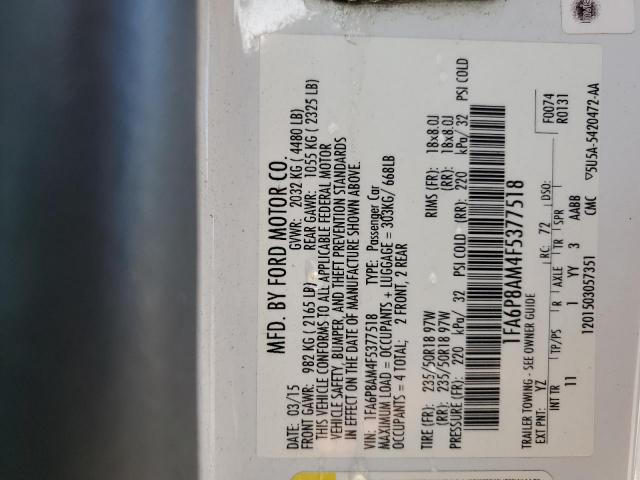 MFD. BY FORD MOTOR CO.
DATE: 03/15 GVWR: 2032 KG ( 4480 LB)
FRONT GAWR: 982 KG ( 2165 LB) REAR GAWR: 1055 KG ( 2325 LB)
THIS VEHICLE CONFORMS TO ALL APPLICABLE FEDERAL MOTOR
VEHICLE SAFETY, BUMPER, AND THEFT PREVENTION STANDARDS
IN EFFECT ON THE DATE OF MANUFACTURE SHOWN ABOVE.
VIN: 1FA6P8AM4F5377518 TYPE: Passenger Car
MAXIMUM LOAD = OCCUPANTS + LUGGAGE = 303KG/ 668LB
OCCUPANTS = 4 TOTAL; 2 FRONT, 2 REAR
TIRE (FR): 235/50R18 97W RIMS (FR): 18x8.0J
(RR): 235/50R18 97W (RR): 18x8.0J
PRESSURE (FR): 220 kPa/ 32 PSI COLD (RR): 220 kPa/ 32 PSI COLD
1FA6P8AM4F5377518
TRAILER TOWING - SEE OWNER GUIDE F0074
EXT PNT: YZ RC: 72 DSO: R0131
INT TR TP/PS R AXLE TR SPR
11 1 YY 3 AABB
1201503057351 CMC 5U5A-5420472-AA